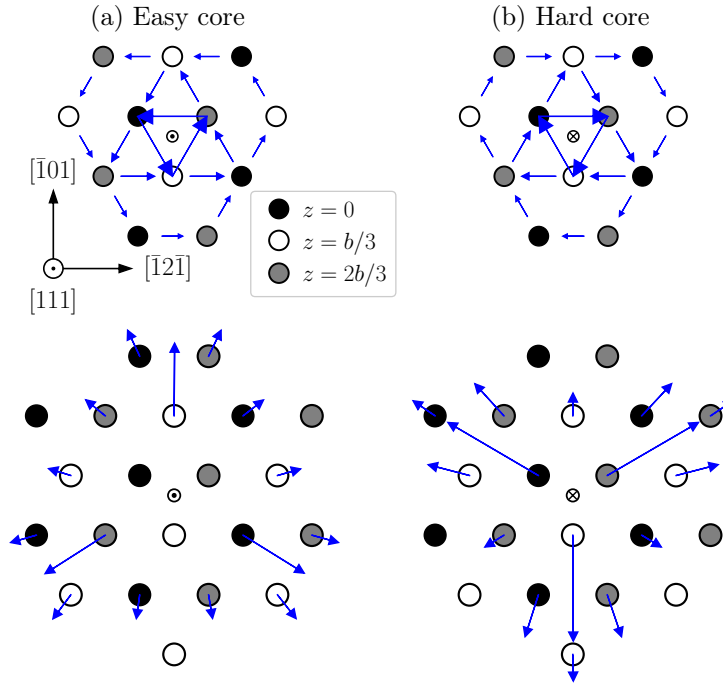 (a) Easy core
(b) Hard core
[1̄01]
[1̄21̄]
[111]
z = 0
z = b/3
z = 2b/3